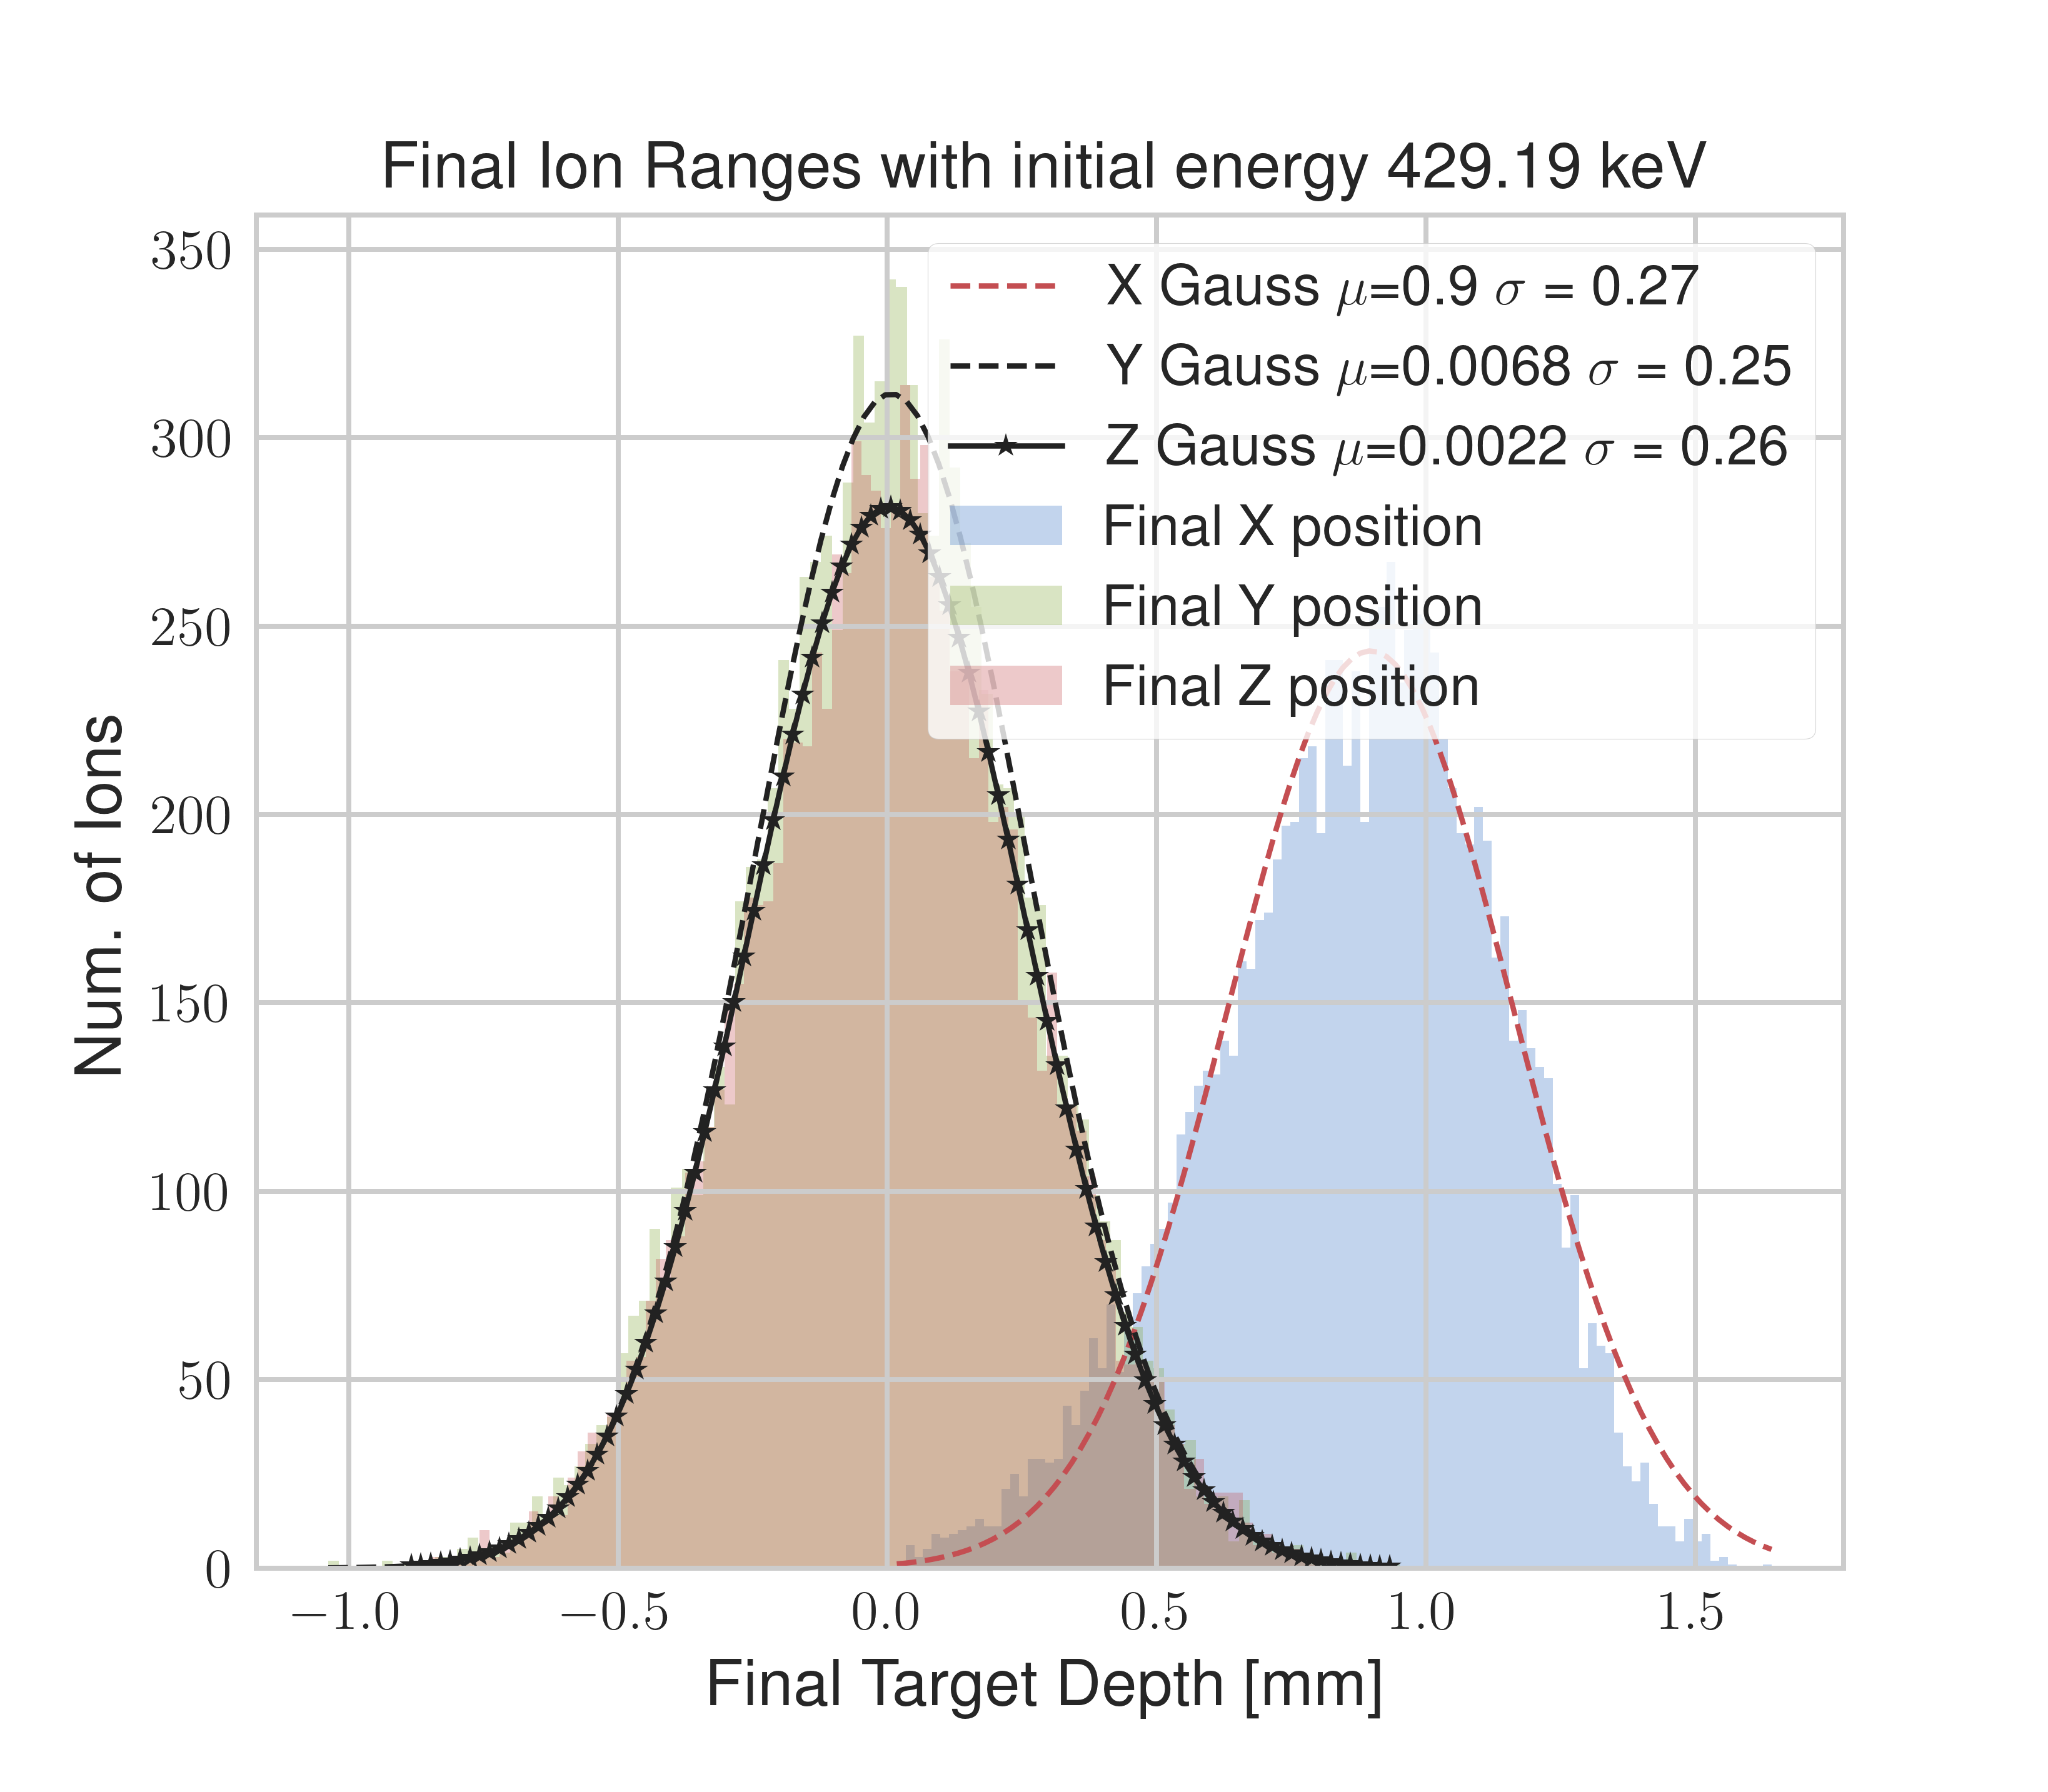 Final Ion Ranges with initial energy 429.19 keV
350
300
250
200
150
100
50
0
Num. of Ions
X Gauss μ=0.9 σ = 0.27
Y Gauss μ=0.0068 σ = 0.25
Z Gauss μ=0.0022 σ = 0.26
Final X position
Final Y position
Final Z position
−1.0 −0.5 0.0 0.5 1.0 1.5
Final Target Depth [mm]